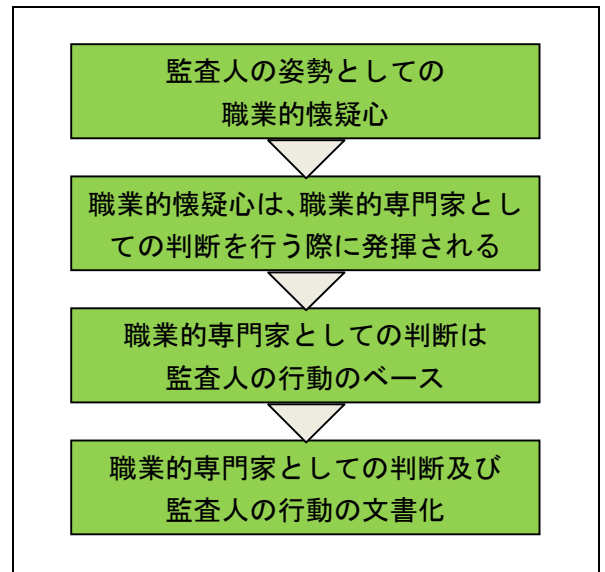 監査人の姿勢としての
職業的懐疑心
職業的懐疑心は、職業的専門家とし
ての判断を行う際に発揮される
職業的専門家としての判断は
監査人の行動のベース
職業的専門家としての判断及び
監査人の行動の文書化